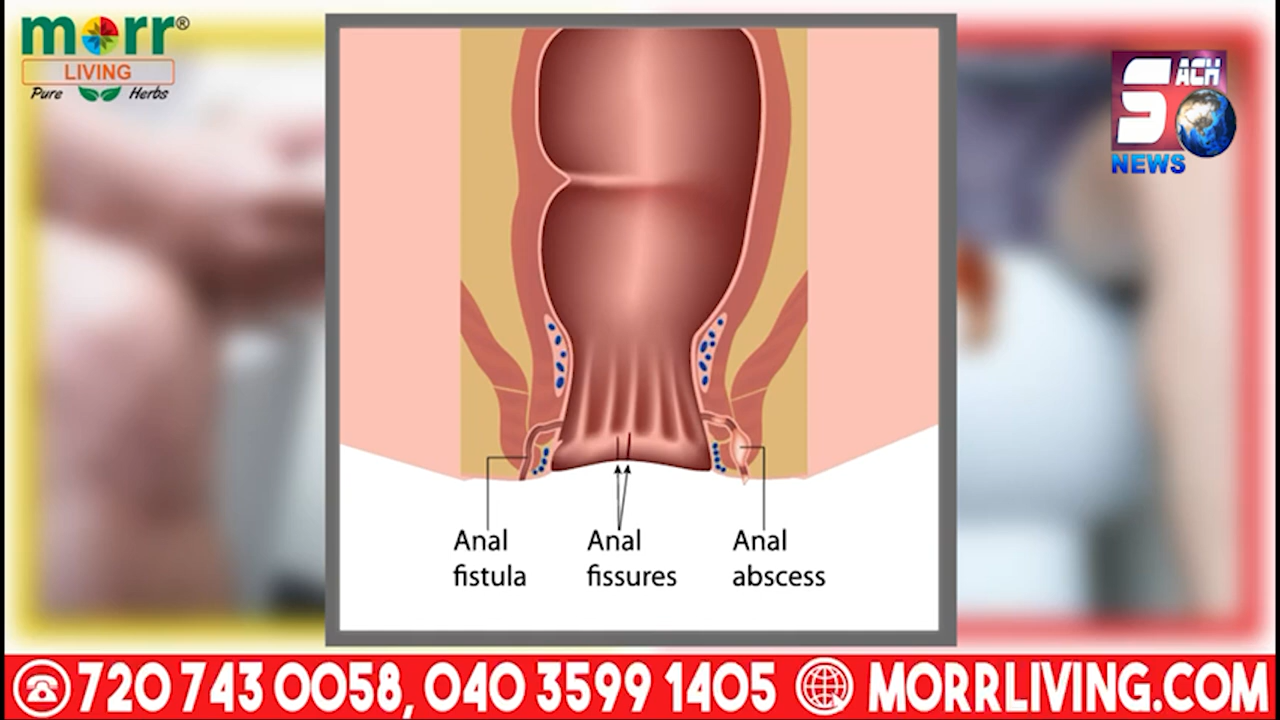 morr®
LIVING
Pure Herbs
SACH
NEWS
Anal
fistula
Anal
fissures
Anal
abscess
720 743 0058, 040 3599 1405 MORRLIVING.COM